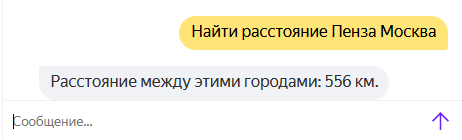 Найти расстояние Пенза Москва
Расстояние между этими городами: 556 км.
Сообщение...